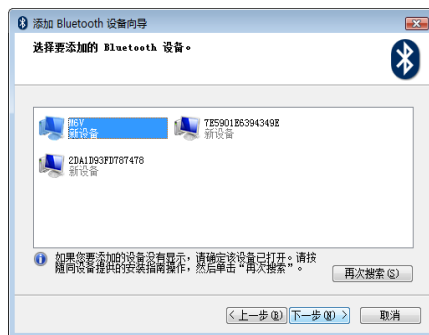 添加 Bluetooth 设备向导
选择要添加的 Bluetooth 设备。
M6V
新设备
7E5901E6394349E
新设备
2DA1D93FD787478
新设备
如果您要添加的设备没有显示，请确定该设备已打开。请按
随同设备提供的安装指南操作，然后单击“再次搜索”。
再次搜索(S)
< 上一步(B)
下一步(N) >
取消